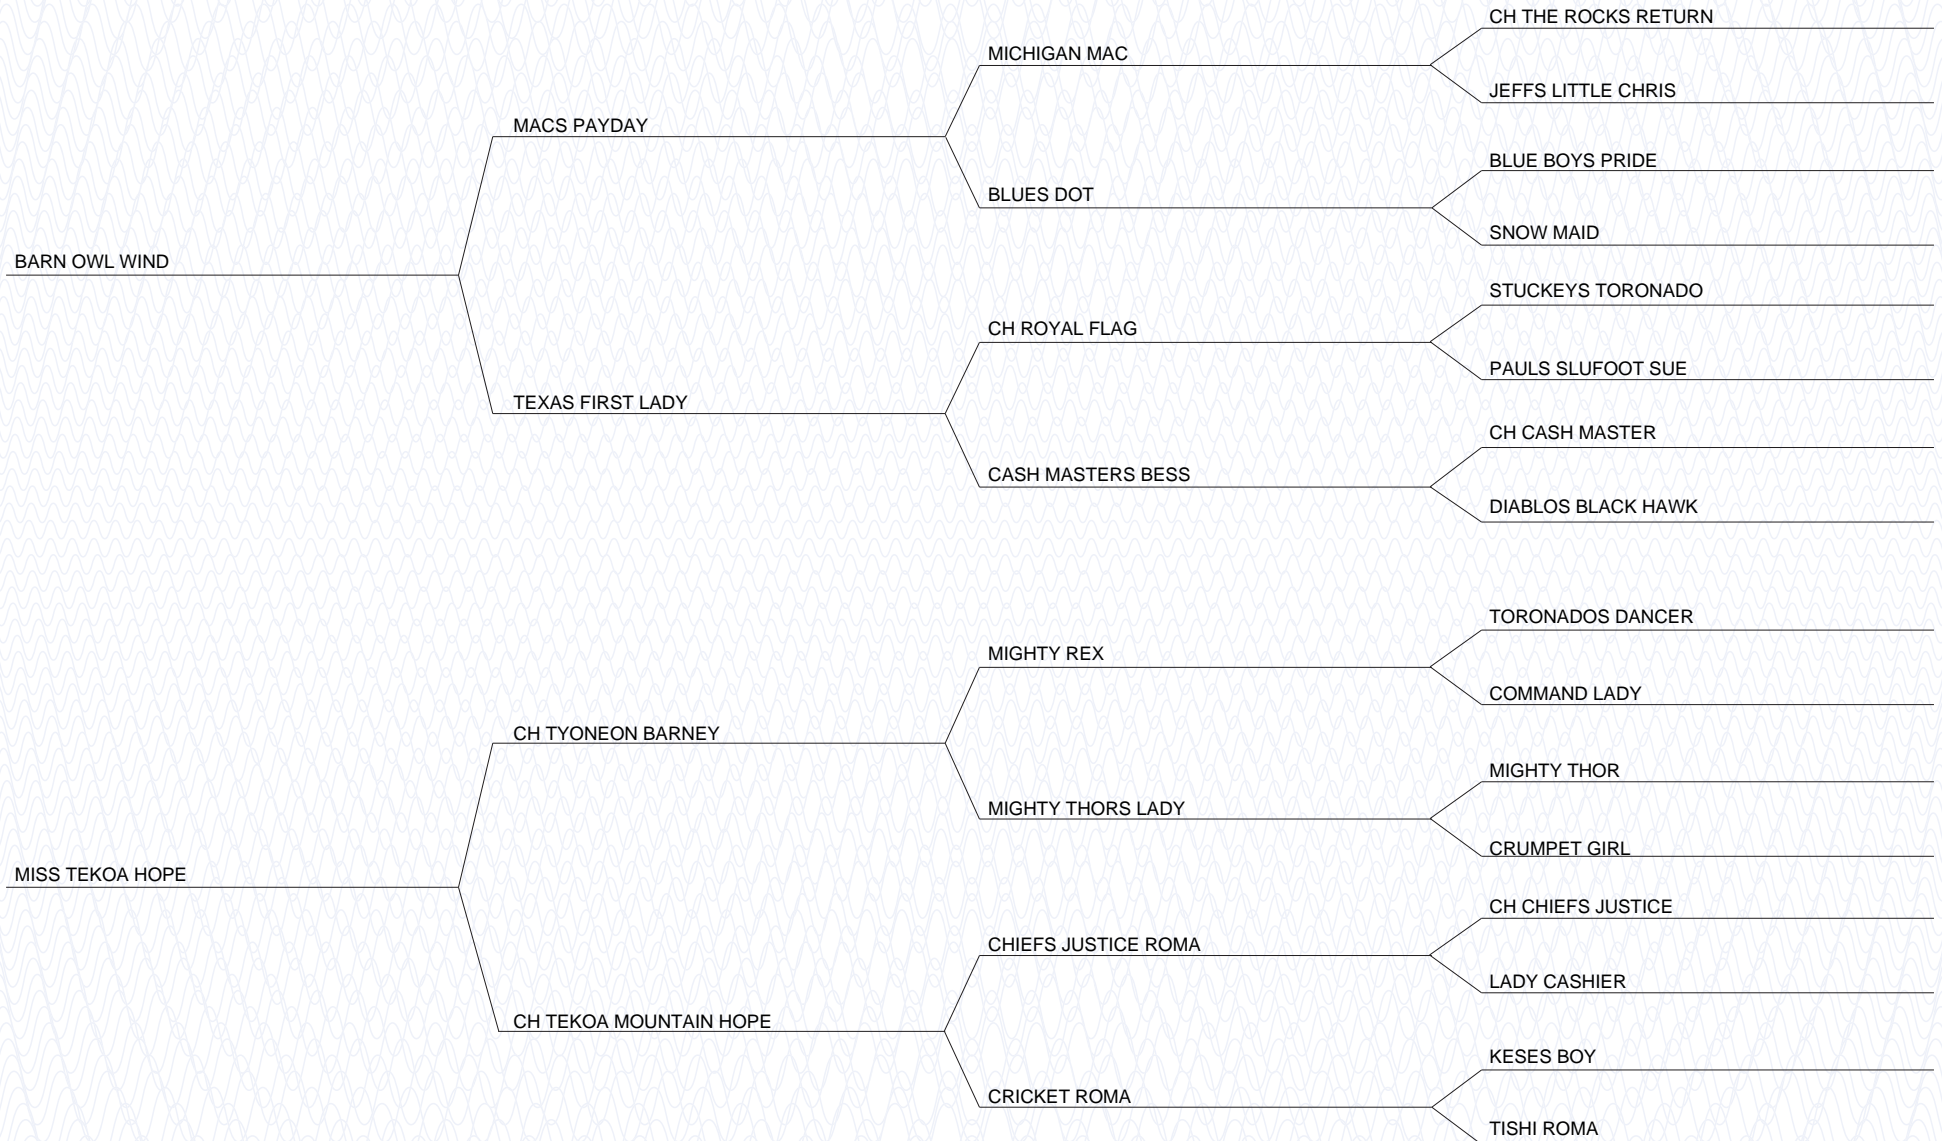 CH THE ROCKS RETURN
MICHIGAN MAC
JEFFS LITTLE CHRIS
MACS PAYDAY
BLUE BOYS PRIDE
BLUES DOT
SNOW MAID
BARN OWL WIND
STUCKEYS TORONADO
CH ROYAL FLAG
PAULS SLUFOOT SUE
TEXAS FIRST LADY
CH CASH MASTER
CASH MASTERS BESS
DIABLOS BLACK HAWK
TORONADOS DANCER
MIGHTY REX
COMMAND LADY
CH TYONEON BARNEY
MIGHTY THOR
MIGHTY THORS LADY
CRUMPET GIRL
MISS TEKOA HOPE
CH CHIEFS JUSTICE
CHIEFS JUSTICE ROMA
LADY CASHIER
CH TEKOA MOUNTAIN HOPE
KESES BOY
CRICKET ROMA
TISHI ROMA